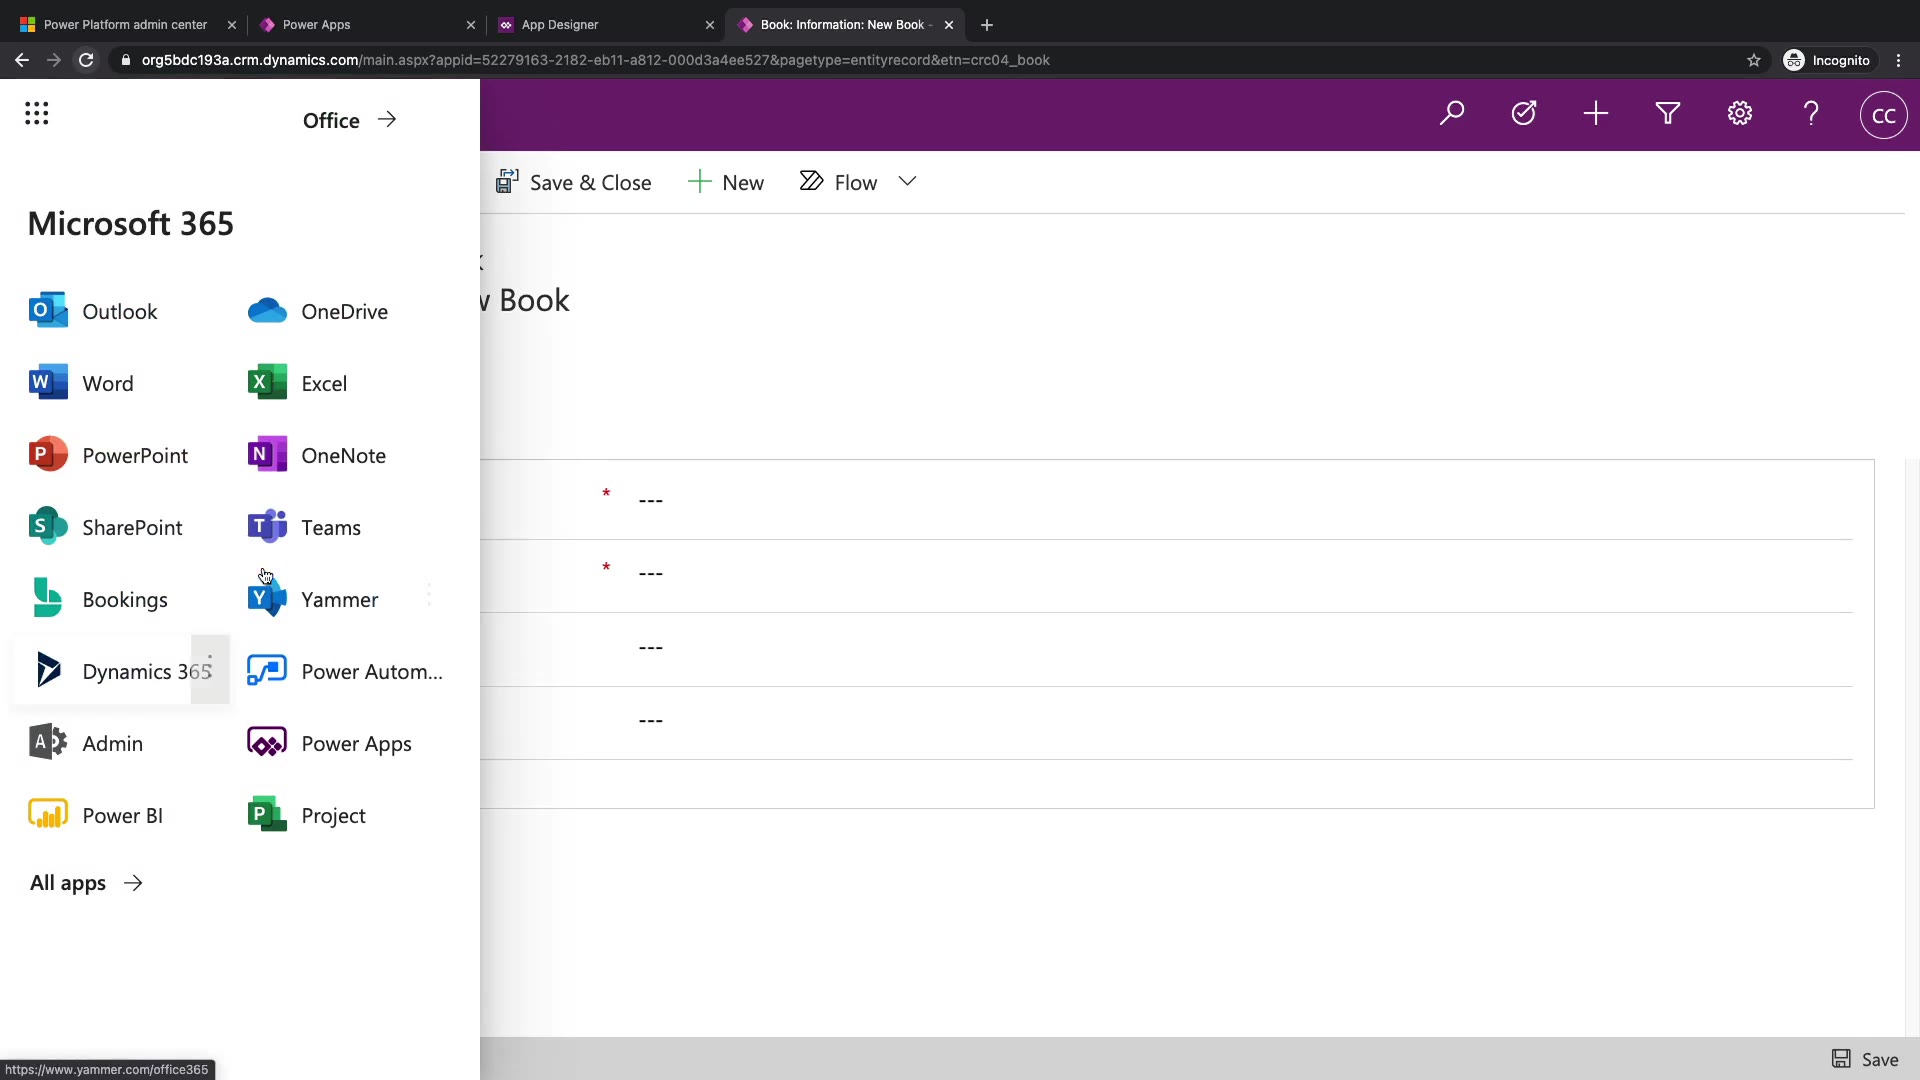 Power Platform admin center
Power Apps
App Designer
Book: Information: New Book -
org5bdc193a.crm.dynamics.com/main.aspx?appid=52279163-2182-eb11-a812-000d3a4ee527&pagetype=entityrecord&etn=crc04_book
Incognito
Office
CC
Save & Close
New
Flow
Microsoft 365
Book
Outlook
OneDrive
Word
Excel
PowerPoint
OneNote
* ---
SharePoint
Teams
* ---
Bookings
Yammer
---
Dynamics 365
Power Autom...
---
Admin
Power Apps
Power BI
Project
All apps
Save
https://www.yammer.com/office365